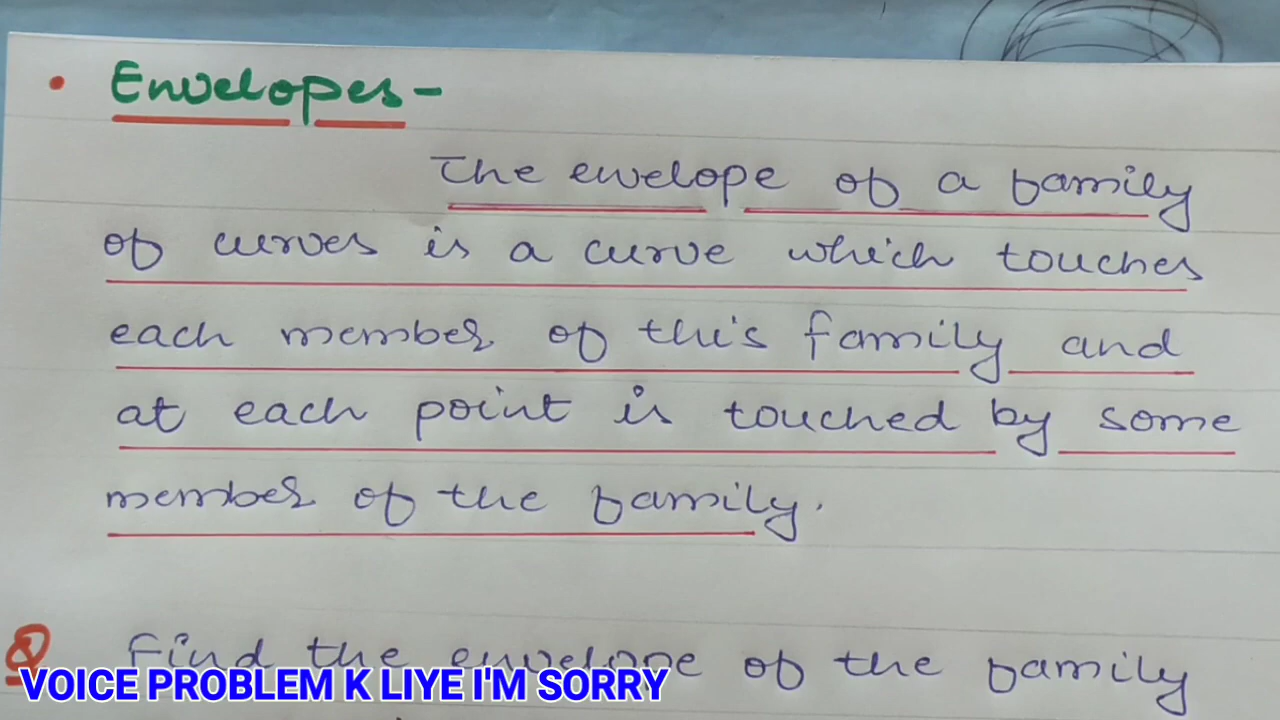 • Envelopes-
The envelope of a family
of curves is a curve which touches
each member of this family and
at each point is touched by some
member of the family.
Q Find the envelope of the family
VOICE PROBLEM K LIYE I'M SORRY